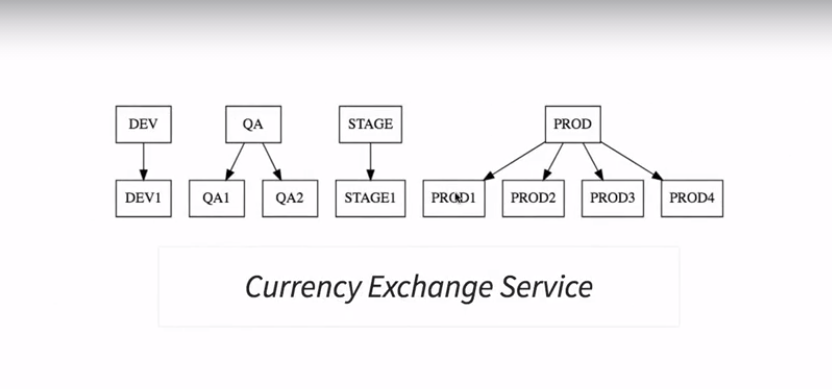 DEV QA STAGE PROD
DEV1 QA1 QA2 STAGE1 PROD1 PROD2 PROD3 PROD4
Currency Exchange Service